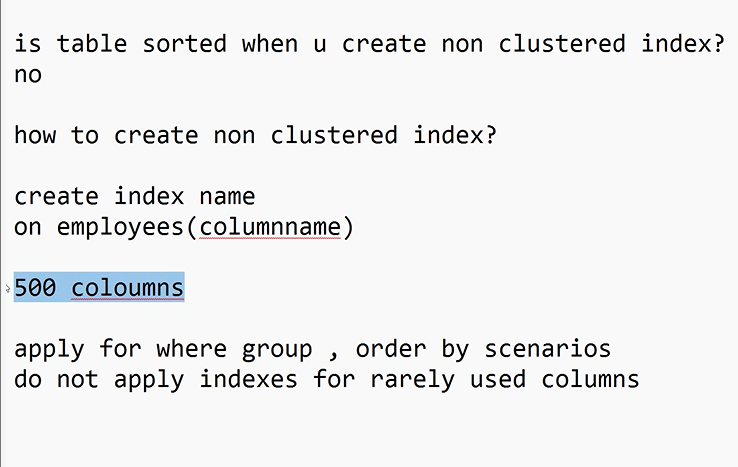 is table sorted when u create non clustered index?
no
how to create non clustered index?
create index name
on employees(columnname)
500 coloumns
apply for where group , order by scenarios
do not apply indexes for rarely used columns